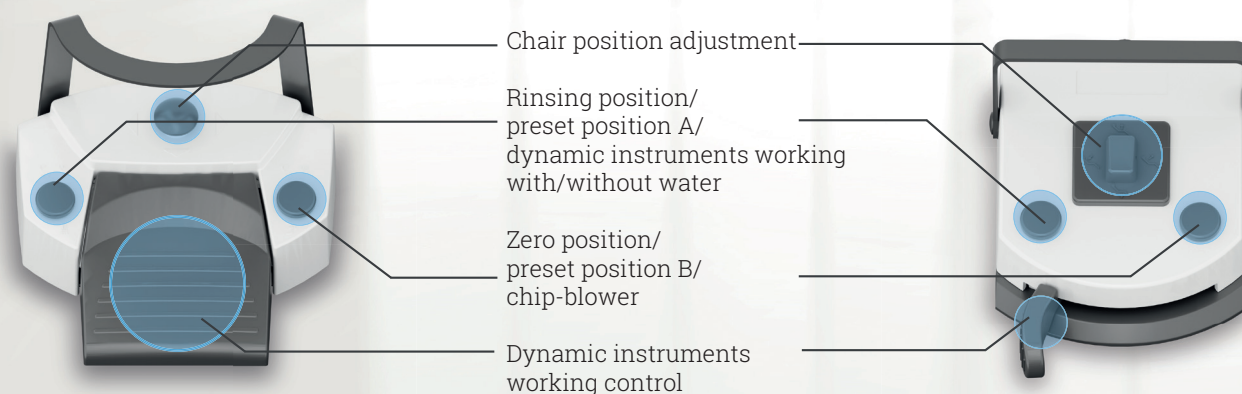 Chair position adjustment
Rinsing position/
preset position A/
dynamic instruments working
with/without water
Zero position/
preset position B/
chip-blower
Dynamic instruments
working control